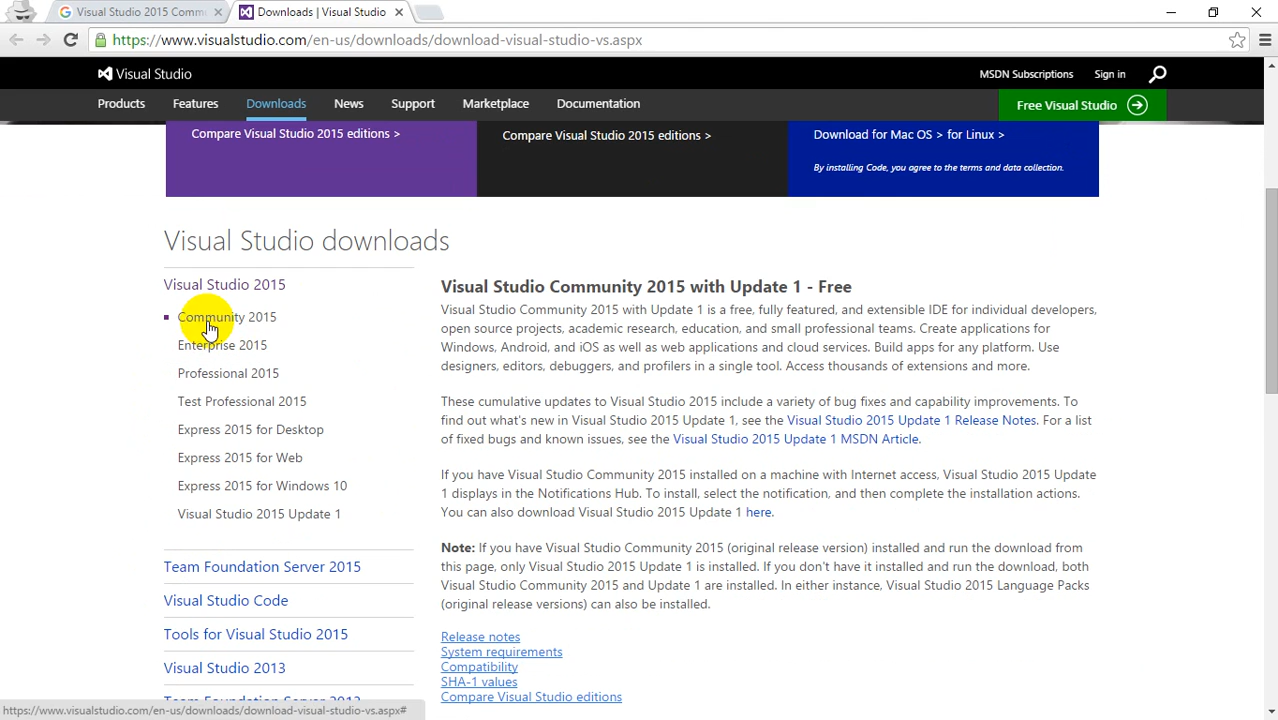 Visual Studio 2015 Comm
Downloads | Visual Studio
https://www.visualstudio.com/en-us/downloads/download-visual-studio-vs.aspx
Visual Studio
MSDN Subscriptions
Sign in
Products
Features
Downloads
News
Support
Marketplace
Documentation
Free Visual Studio
Compare Visual Studio 2015 editions >
Compare Visual Studio 2015 editions >
Download for Mac OS > for Linux >
By installing Code, you agree to the terms and data collection.
Visual Studio downloads
Visual Studio 2015
Community 2015
Enterprise 2015
Professional 2015
Test Professional 2015
Express 2015 for Desktop
Express 2015 for Web
Express 2015 for Windows 10
Visual Studio 2015 Update 1
Team Foundation Server 2015
Visual Studio Code
Tools for Visual Studio 2015
Visual Studio 2013
Team Foundation Server 2013
Visual Studio Community 2015 with Update 1 - Free
Visual Studio Community 2015 with Update 1 is a free, fully featured, and extensible IDE for individual developers,
open source projects, academic research, education, and small professional teams. Create applications for
Windows, Android, and iOS as well as web applications and cloud services. Build apps for any platform. Use
designers, editors, debuggers, and profilers in a single tool. Access thousands of extensions and more.
These cumulative updates to Visual Studio 2015 include a variety of bug fixes and capability improvements. To
find out what's new in Visual Studio 2015 Update 1, see the Visual Studio 2015 Update 1 Release Notes. For a list
of fixed bugs and known issues, see the Visual Studio 2015 Update 1 MSDN Article.
If you have Visual Studio Community 2015 installed on a machine with Internet access, Visual Studio 2015 Update
1 displays in the Notifications Hub. To install, select the notification, and then complete the installation actions.
You can also download Visual Studio 2015 Update 1 here.
Note: If you have Visual Studio Community 2015 (original release version) installed and run the download from
this page, only Visual Studio 2015 Update 1 is installed. If you don't have it installed and run the download, both
Visual Studio Community 2015 and Update 1 are installed. In either instance, Visual Studio 2015 Language Packs
(original release versions) can also be installed.
Release notes
System requirements
Compatibility
SHA-1 values
Compare Visual Studio editions
https://www.visualstudio.com/en-us/downloads/download-visual-studio-vs.aspx#